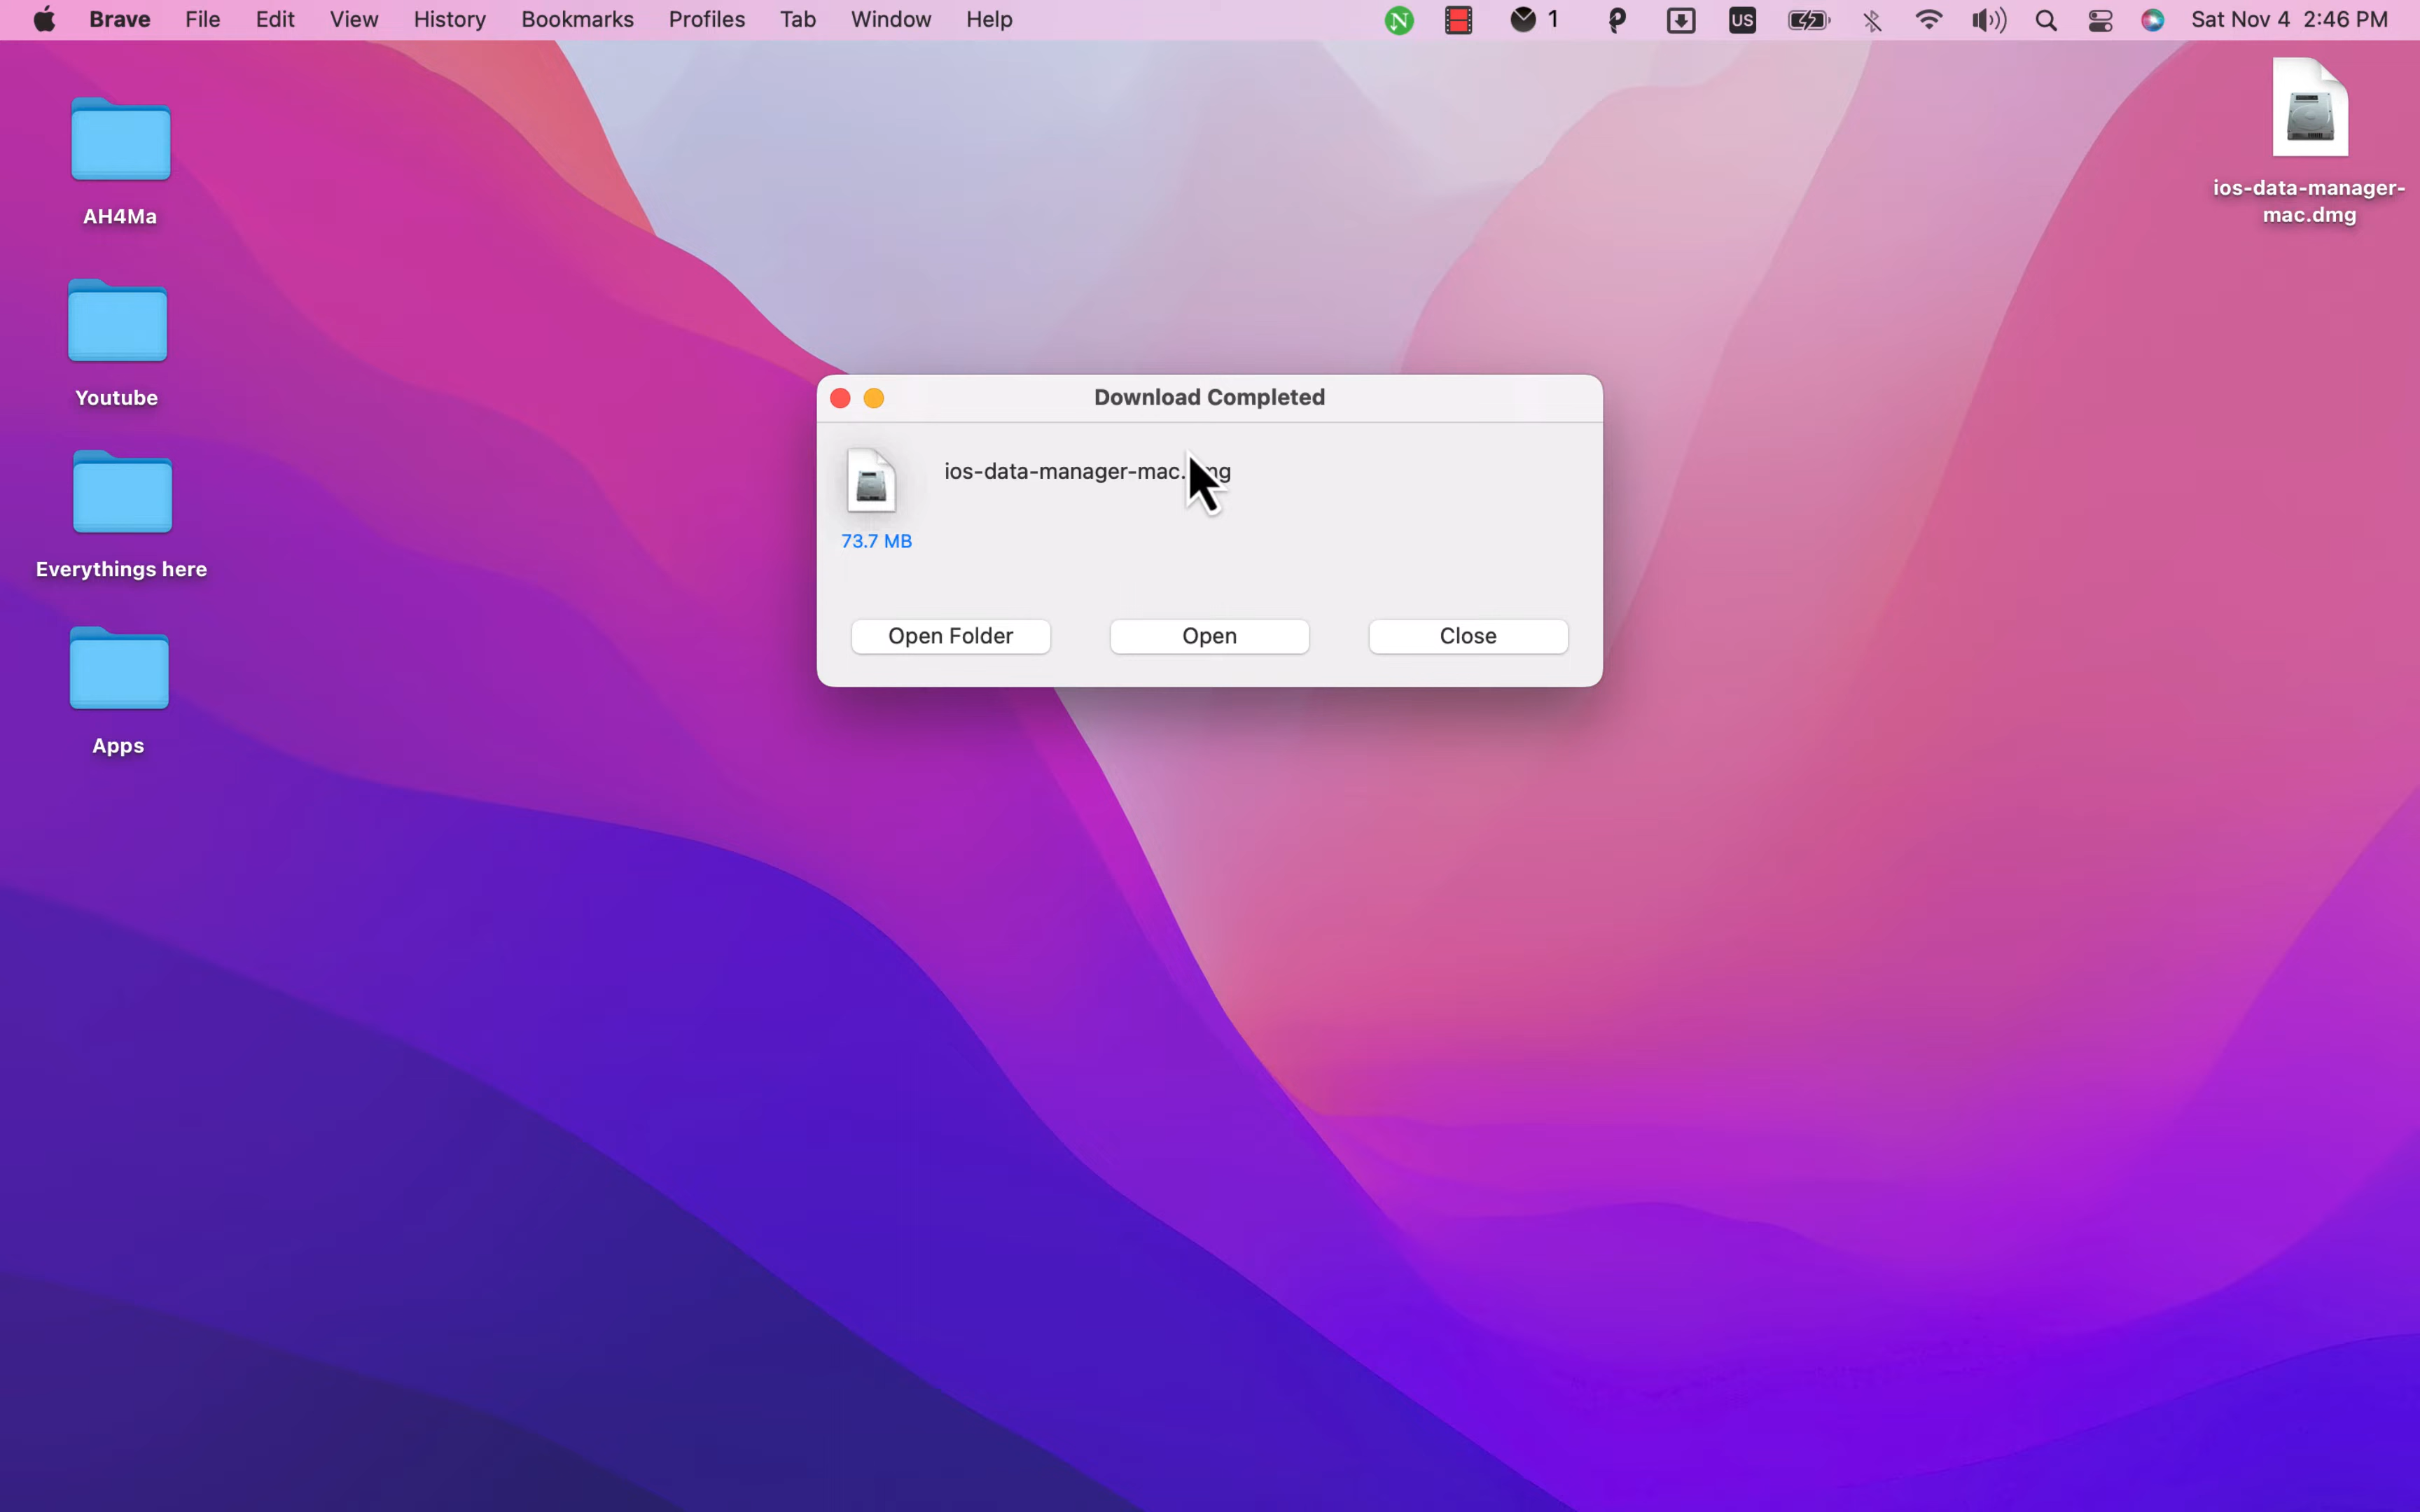 Brave File Edit View History Bookmarks Profiles Tab Window Help N 1 US Sat Nov 4 2:46 PM
ios-data-manager-
mac.dmg
AH4Ma
Youtube
Everythings here
Apps
Download Completed
ios-data-manager-mac.dmg
73.7 MB
Open Folder Open Close